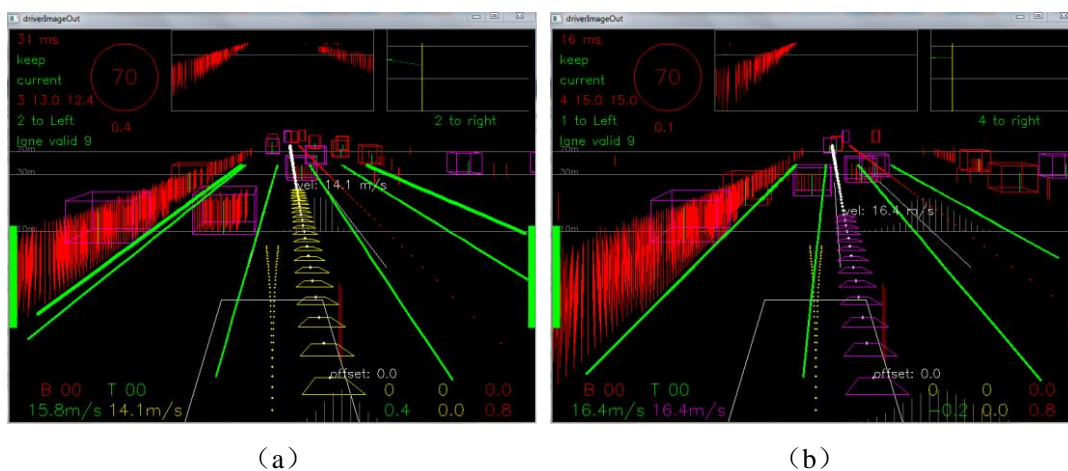 driverImageOut
31 ms
keep
current
3 13.0 12.4
2 to Left
lane valid 9
70
0.4
2 to right
70m
30m
vel: 14.1 m/s
10m
offset: 0.0
B 00 T 00
0 0 0.0
15.8m/s 14.1m/s
0.4 0.0 0.8
(a)
driverImageOut
16 ms
keep
current
4 15.0 15.0
1 to Left
lane valid 9
70
0.1
4 to right
70m
30m
vel: 16.4 m/s
10m
offset: 0.0
B 00 T 00
0 0 0.0
16.4m/s 16.4m/s
-0.2 0.0 0.8
(b)